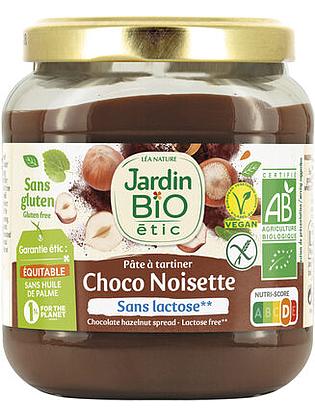 LÉA NATURE
Jardin
BiO
étic
Sans
gluten
Gluten free
Garantie étic :
ÉQUITABLE
SANS HUILE
DE PALME
1%
FOR THE
PLANET
Pâte à tartiner
Choco Noisette
Sans lactose**
Chocolate hazelnut spread - Lactose free**
V
VEGAN
CERTIFIÉ
AB
AGRICULTURE
BIOLOGIQUE
NUTRI-SCORE
A B C D E